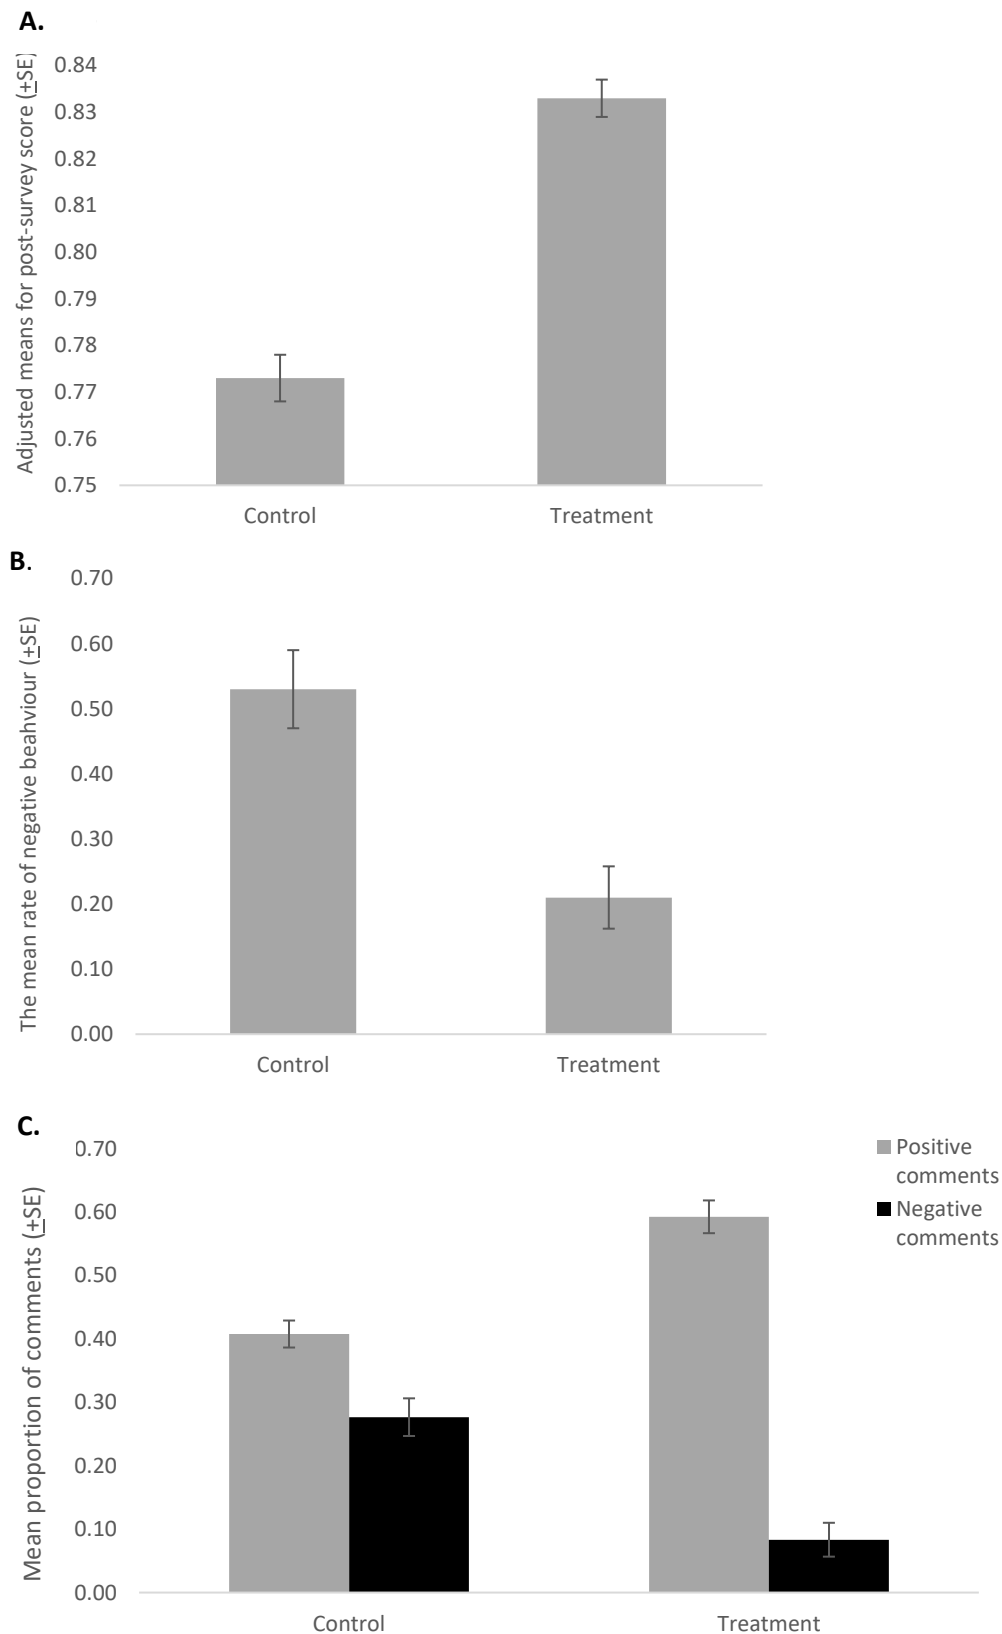 A.
Adjusted means for post-survey score (±SE)
0.84
0.83
0.82
0.81
0.80
0.79
0.78
0.77
0.76
0.75
Control
Treatment
B.
The mean rate of negative beahviour (±SE)
0.70
0.60
0.50
0.40
0.30
0.20
0.10
0.00
Control
Treatment
C.
Mean proportion of comments (±SE)
0.70
0.60
0.50
0.40
0.30
0.20
0.10
0.00
Control
Treatment
Positive
comments
Negative
comments